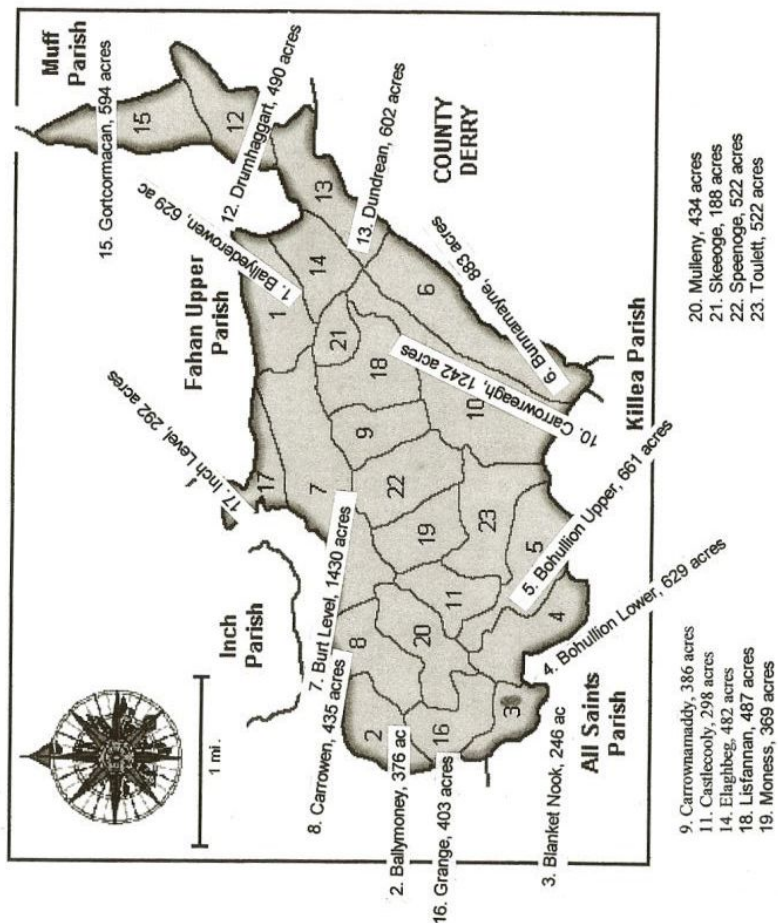 Muff
Parish
15. Gortcormacan, 594 acres
12. Drumhaggart, 490 acres
1. Ballyederowen, 629 ac
Fahan Upper
Parish
13. Dundrean, 602 acres
COUNTY
DERRY
17. Inch Level, 292 acres
6. Bunnamayne, 883 acres
10. Carrowreagh, 1242 acres
Killea Parish
Inch
Parish
7. Burt Level, 1430 acres
8. Carrowen, 435 acres
5. Bohullion Upper, 661 acres
4. Bohullion Lower, 629 acres
2. Ballymoney, 376 ac
16. Grange, 403 acres
3. Blanket Nook, 246 ac
All Saints
Parish
1 mi.
15
12
13
14
1
6
21
18
10
9
17
7
22
19
23
5
11
4
8
20
2
16
3
9. Carrownamaddy, 386 acres
11. Castlecooly, 298 acres
14. Elaghbeg, 482 acres
18. Lisfannan, 487 acres
19. Moness, 369 acres
20. Mulleny, 434 acres
21. Skeeoge, 188 acres
22. Speenoge, 522 acres
23. Toulett, 522 acres